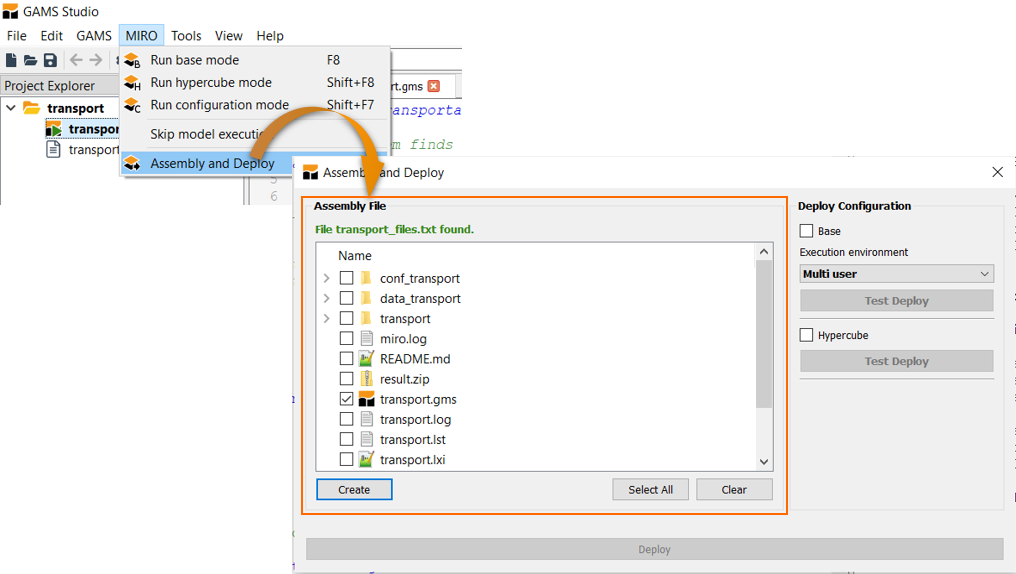 GAMS Studio
File Edit GAMS MIRO Tools View Help
Run base mode F8
Run hypercube mode Shift+F8
Run configuration mode Shift+F7
Skip model
Assembly and Deploy
Project Explorer
transport
rt.gms
m finds
5
6
Assembly and Deploy
Assembly File
File transport_files.txt found.
Name
conf_transport
data_transport
transport
miro.log
README.md
result.zip
transport.gms
transport.log
transport.lst
transport.lxi
Create Select All Clear
Deploy Configuration
Base
Execution environment
Multi user
Test Deploy
Hypercube
Test Deploy
Deploy